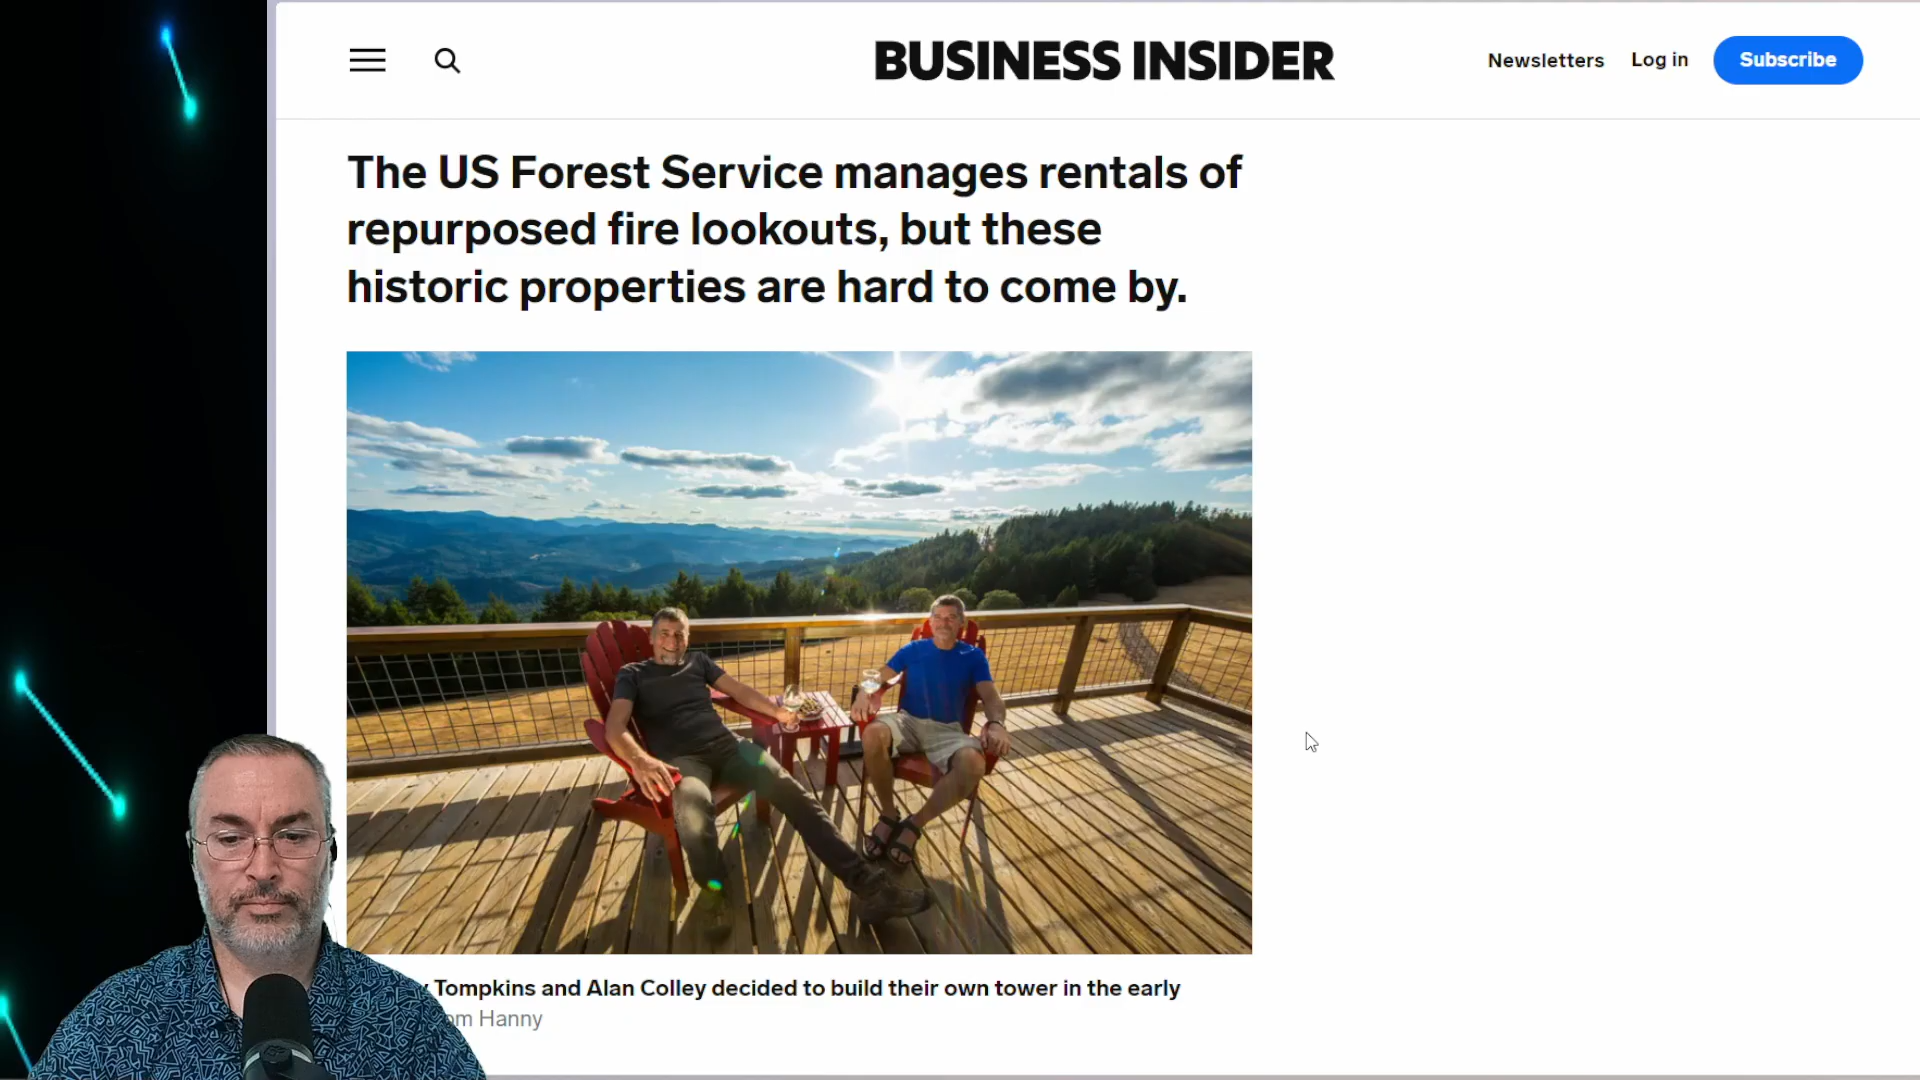 BUSINESS INSIDER
Newsletters
Log in
Subscribe
The US Forest Service manages rentals of
repurposed fire lookouts, but these
historic properties are hard to come by.
Tompkins and Alan Colley decided to build their own tower in the early
Hanny